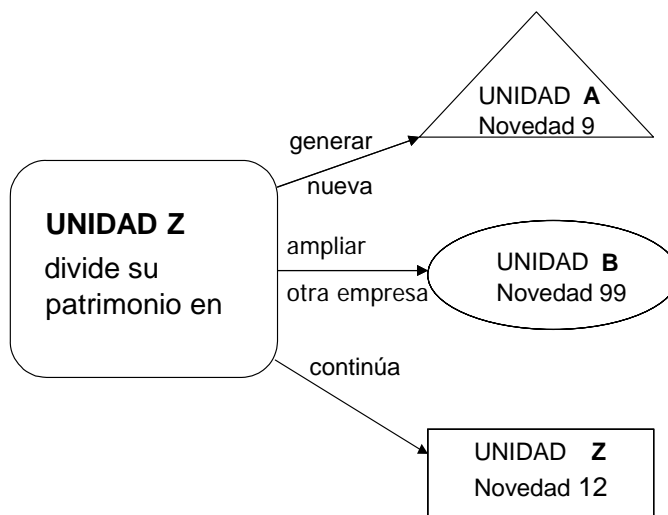 UNIDAD Z
divide su
patrimonio en
generar
nueva
UNIDAD A
Novedad 9
ampliar
otra empresa
UNIDAD B
Novedad 99
continúa
UNIDAD Z
Novedad 12